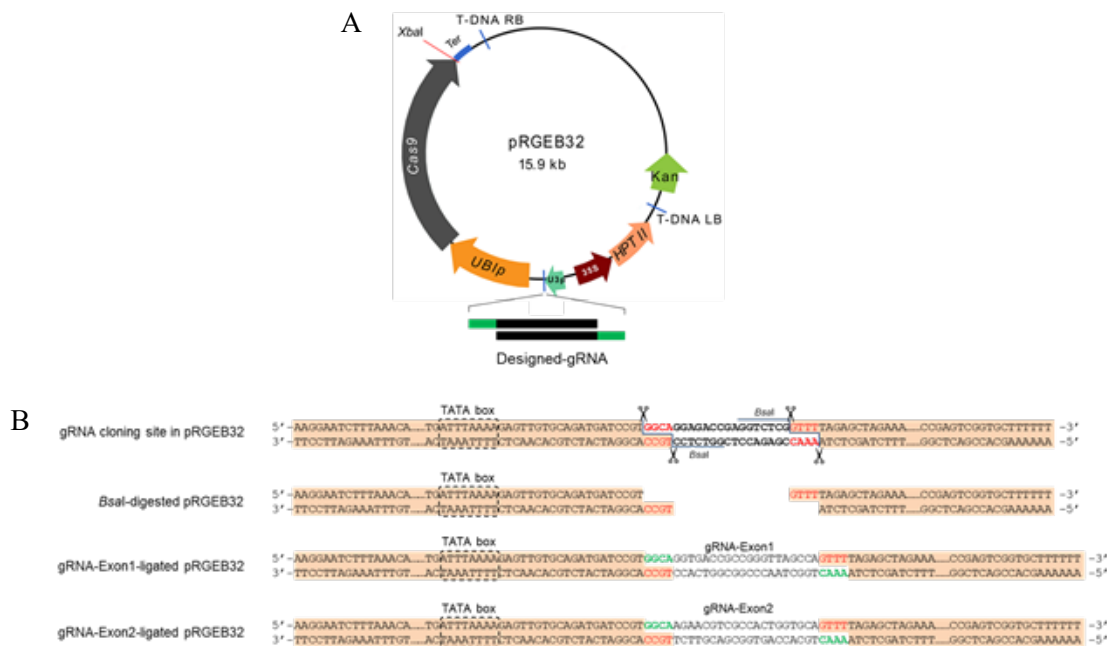 A
XbaI
Ter
T-DNA RB
Cas9
pRGEB32
15.9 kb
Kan
T-DNA LB
HPT II
35S
U3p
UBIp
Designed-gRNA
B
TATA box
BsaI
gRNA cloning site in pRGEB32
5′ AAGGAATCTTTAAACA....TGATTTAAAAGAGTTGTGCAGATGATCCGTGGCAGGAGACCGAGGTCTCGGTTTTAGAGCTAGAAA....CCGAGTCGGTGCTTTTTT –3′
3′– TTCCTTAGAAATTTGT....ACTAAATTTTCTCAACACGTCTACTAGGCACCGTCCTCTGGCTCCAGAGCCAAAATCTCGATCTTT....GGCTCAGCCACGAAAAAA –5′
BsaI
TATA box
BsaI-digested pRGEB32
5′ AAGGAATCTTTAAACA....TGATTTAAAAGAGTTGTGCAGATGATCCGT GTTTTAGAGCTAGAAA....CCGAGTCGGTGCTTTTTT –3′
3′– TTCCTTAGAAATTTGT....ACTAAATTTTCTCAACACGTCTACTAGGCACCGT ATCTCGATCTTT....GGCTCAGCCACGAAAAAA –5′
TATA box
gRNA-Exon1
gRNA-Exon1-ligated pRGEB32
5′ AAGGAATCTTTAAACA....TGATTTAAAAGAGTTGTGCAGATGATCCGTGGCAGGTGACCGCCGGGTTAGCCAGTTTTAGAGCTAGAAA....CCGAGTCGGTGCTTTTTT –3′
3′– TTCCTTAGAAATTTGT....ACTAAATTTTCTCAACACGTCTACTAGGCACCGTCCACTGGCGGCCCAATCGGTCAAAATCTCGATCTTT....GGCTCAGCCACGAAAAAA –5′
TATA box
gRNA-Exon2
gRNA-Exon2-ligated pRGEB32
5′ AAGGAATCTTTAAACA....TGATTTAAAAGAGTTGTGCAGATGATCCGTGGCAAGAACGTCGCCACTGGTGCAGTTTTAGAGCTAGAAA....CCGAGTCGGTGCTTTTTT –3′
3′– TTCCTTAGAAATTTGT....ACTAAATTTTCTCAACACGTCTACTAGGCACCGTTCTTGCAGCGGTGACCACGTCAAAATCTCGATCTTT....GGCTCAGCCACGAAAAAA –5′